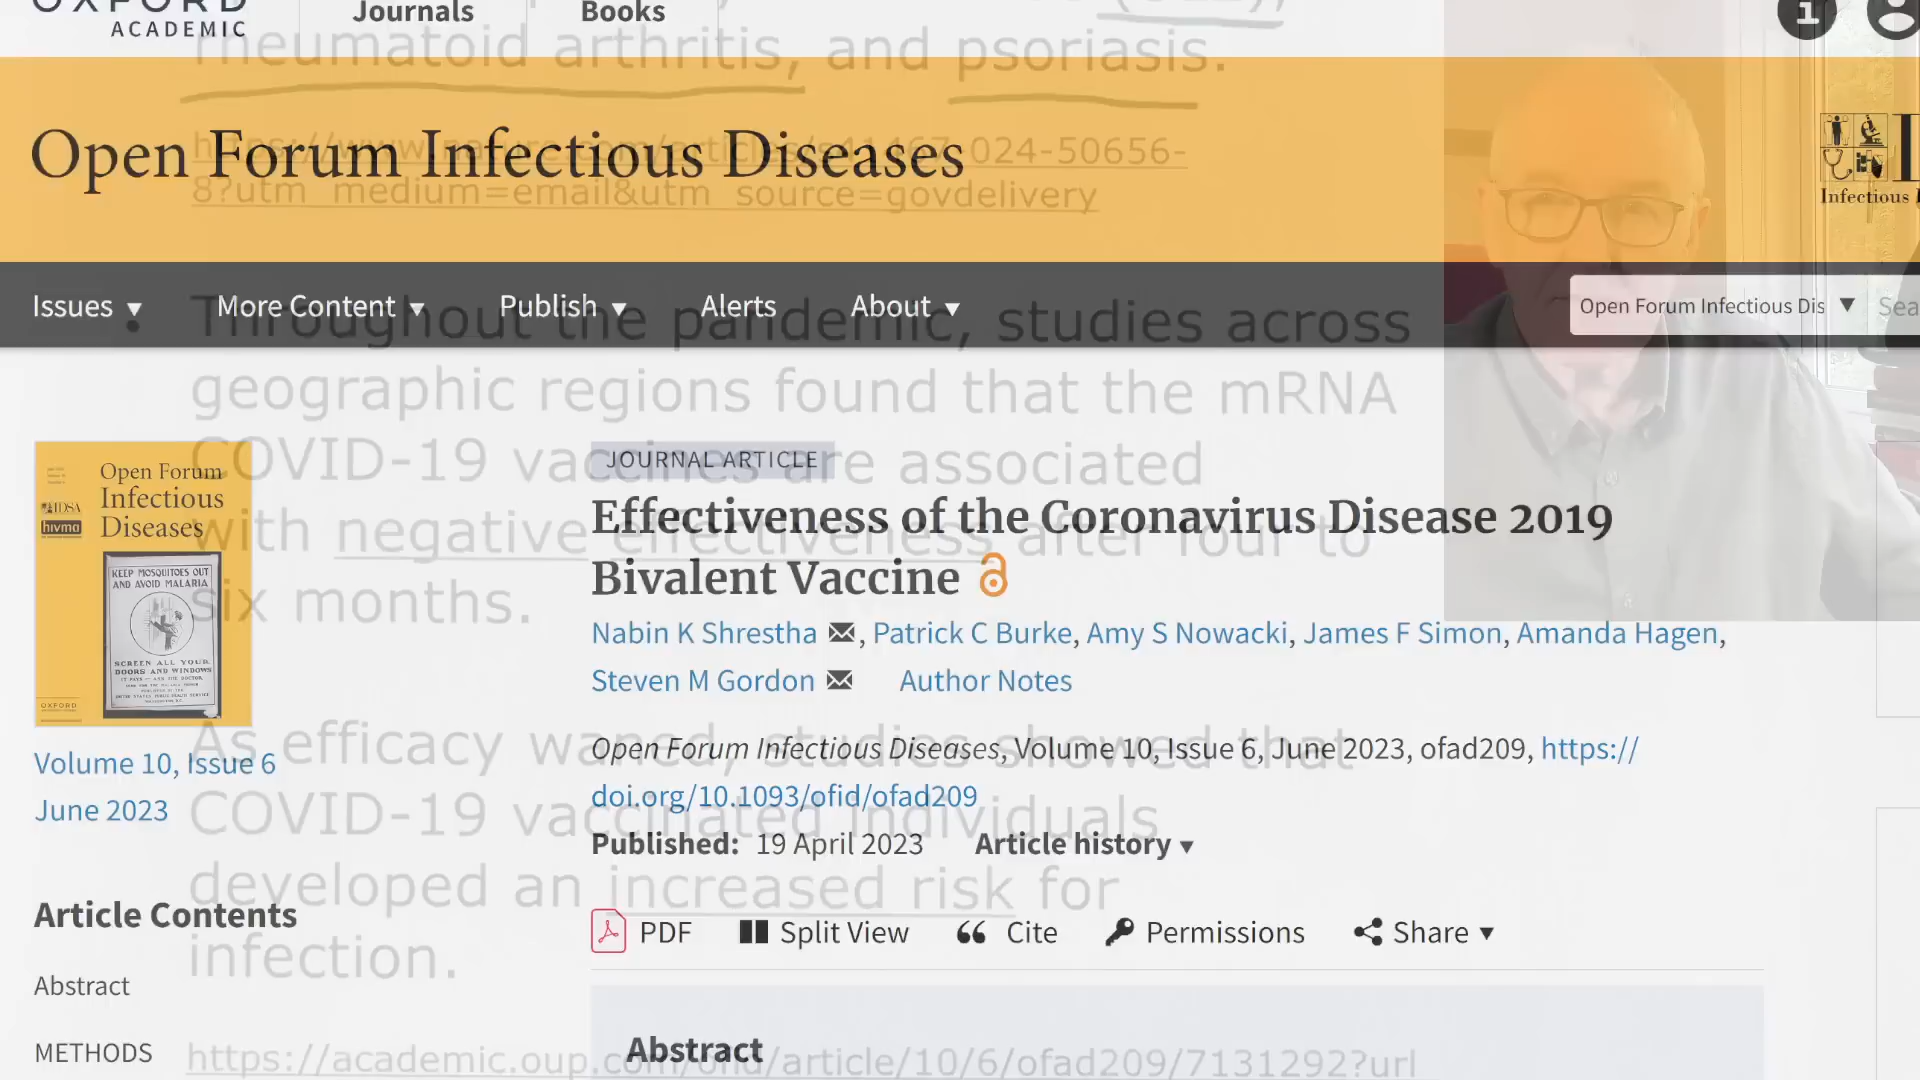 OXFORD
ACADEMIC
Journals
Books
rheumatoid arthritis, and psoriasis.
Open Forum Infectious Diseases
024-50656-
8?utm_medium=email&utm_source=govdelivery
Infectious
Issues ▼
More Content ▼
Publish ▼
Alerts
About ▼
Open Forum Infectious Dis ▼
Sea
• Throughout the pandemic, studies across
geographic regions found that the mRNA
COVID-19 vaccines are associated
with negative effectiveness after four to
six months.
As efficacy waned, studies showed that
COVID-19 vaccinated individuals
developed an increased risk for
infection.
https://academic.oup.com/ofid/article/10/6/ofad209/7131292?url
Open Forum
Infectious
Diseases
IDSA
hivma
KEEP MOSQUITOES OUT
AND AVOID MALARIA
SCREEN ALL YOUR
DOORS AND WINDOWS
OXFORD
Volume 10, Issue 6
June 2023
Article Contents
Abstract
METHODS
JOURNAL ARTICLE
Effectiveness of the Coronavirus Disease 2019
Bivalent Vaccine
Nabin K Shrestha, Patrick C Burke, Amy S Nowacki, James F Simon, Amanda Hagen,
Steven M Gordon Author Notes
Open Forum Infectious Diseases, Volume 10, Issue 6, June 2023, ofad209, https://
doi.org/10.1093/ofid/ofad209
Published: 19 April 2023 Article history ▼
PDF
Split View
Cite
Permissions
Share ▼
Abstract